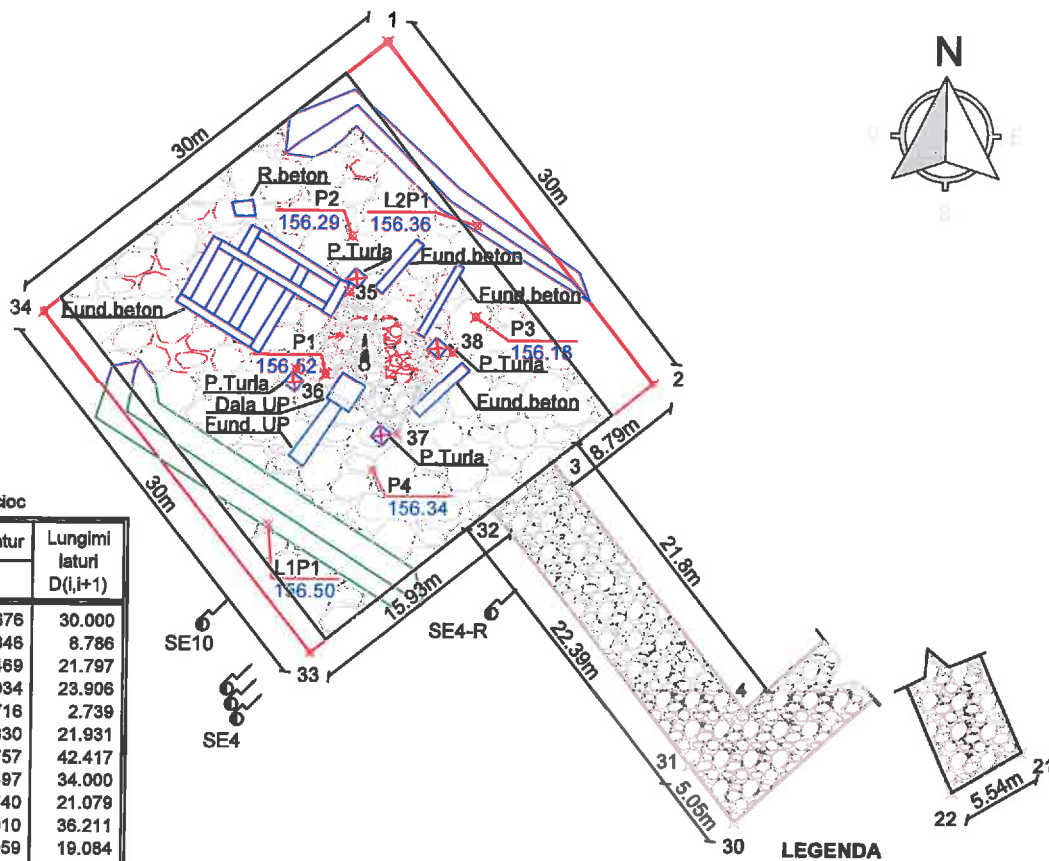 1
N
V
E
S
30m
30m
R.beton
P2
156.29
L2P1
156.36
P.Turla
Fund.beton
35
Fund.beton
34
Fund.beton
P3
156.18
P1
156.52
38
P.Turla
P.Turla
36
Dala UP
Fund. UP
Fund.beton
2
37
P.Turla
3
8.79m
P4
156.34
30m
32
L1P1
156.50
15.93m
21.8m
SE10
SE4-R
33
22.39m
SE4
4
31
5.05m
30
21
22
5.54m
LEGENDA
Lungimi
laturi
D(i,i+1)
30.000
8.786
21.797
23.906
2.739
21.931
42.417
34.000
21.079
36.211
19.084